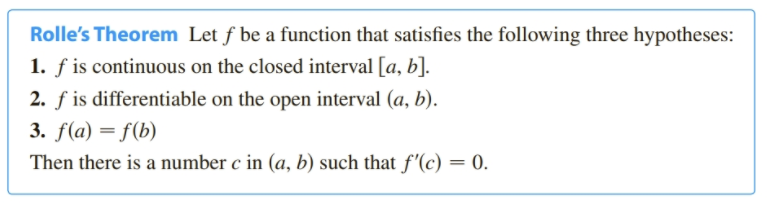 Rolle's Theorem Let f be a function that satisfies the following three hypotheses:
1. f is continuous on the closed interval [a, b].
2. f is differentiable on the open interval (a, b).
3. f(a) = f(b)
Then there is a number c in (a, b) such that f′(c) = 0.